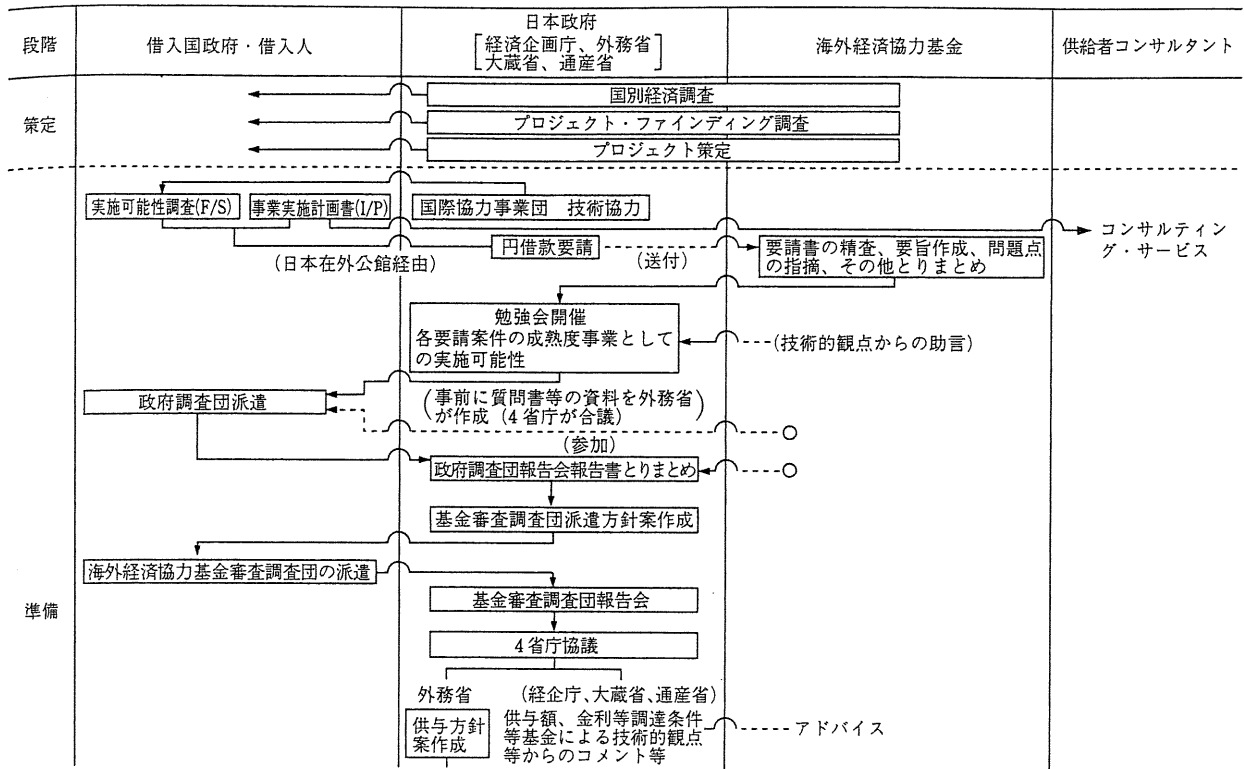 段階
借入国政府・借入人
日本政府
[経済企画庁、外務省
大蔵省、通産省]
海外経済協力基金
供給者コンサルタント
策定
国別経済調査
プロジェクト・ファインディング調査
プロジェクト策定
準備
実施可能性調査(F/S)
事業実施計画書(I/P)
国際協力事業団 技術協力
コンサルティン
グ・サービス
(日本在外公館経由)
円借款要請
(送付)
要請書の精査、要旨作成、問題点
の指摘、その他とりまとめ
勉強会開催
各要請案件の成熟度事業として
の実施可能性
(技術的観点からの助言)
政府調査団派遣
(事前に質問書等の資料を外務省
が作成(4省庁が合議))
(参加)
政府調査団報告会報告書とりまとめ
基金審査調査団派遣方針案作成
海外経済協力基金審査調査団の派遣
基金審査調査団報告会
4省庁協議
外務省
(経企庁、大蔵省、通産省)
供与方針
案作成
供与額、金利等調達条件
等基金による技術的観点
等からのコメント等
アドバイス